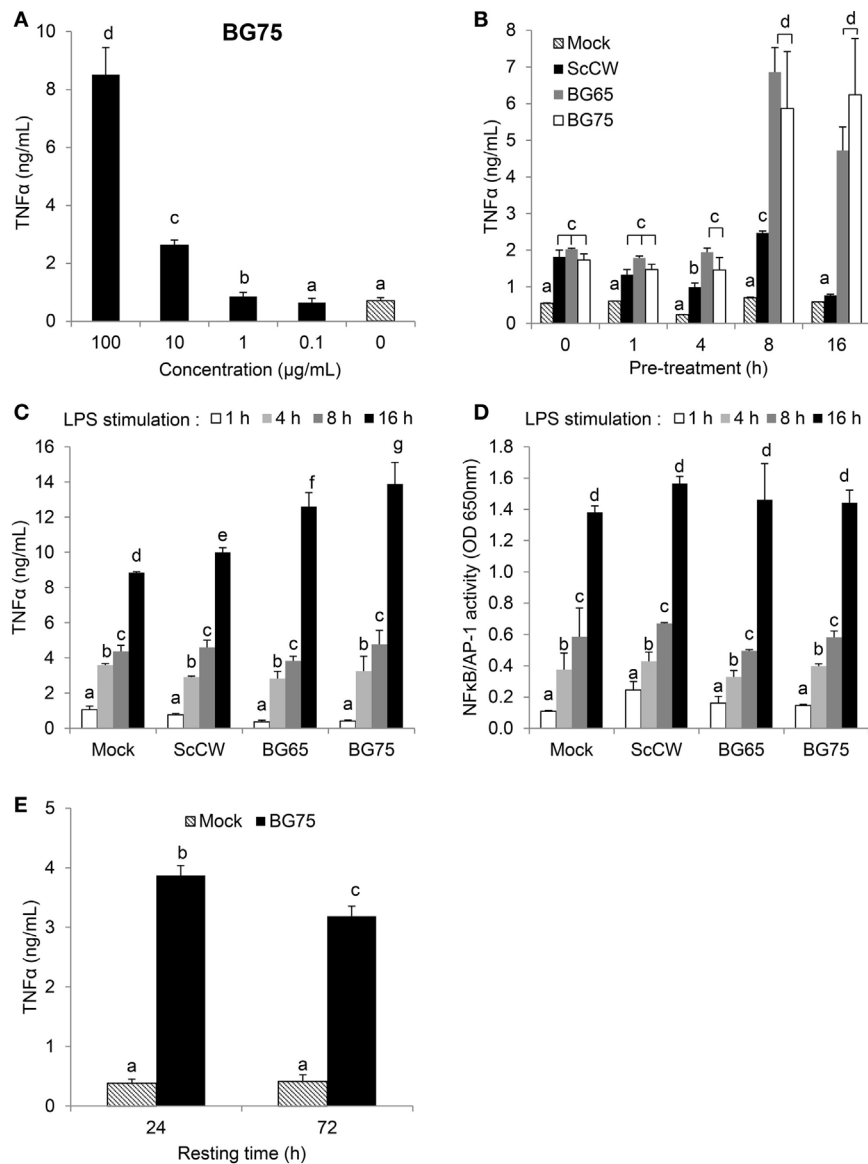 A
BG75
TNFα (ng/mL)
10
8
6
4
2
0
d
c
b
a
a
100 10 1 0.1 0
Concentration (µg/mL)
B
Mock
ScCW
BG65
BG75
TNFα (ng/mL)
8
7
6
5
4
3
2
1
0
a c a c a b c a c d a d
0 1 4 8 16
Pre-treatment (h)
C
LPS stimulation : 1 h 4 h 8 h 16 h
TNFα (ng/mL)
16
14
12
10
8
6
4
2
0
a b c d a b c e a b c f a b c g
Mock ScCW BG65 BG75
D
LPS stimulation : 1 h 4 h 8 h 16 h
NFκB/AP-1 activity (OD 650nm)
1.8
1.6
1.4
1.2
1.0
0.8
0.6
0.4
0.2
0.0
a b c d a b c d a b c d a b c d
Mock ScCW BG65 BG75
E
Mock BG75
TNFα (ng/mL)
5
4
3
2
1
0
a b a c
24 72
Resting time (h)